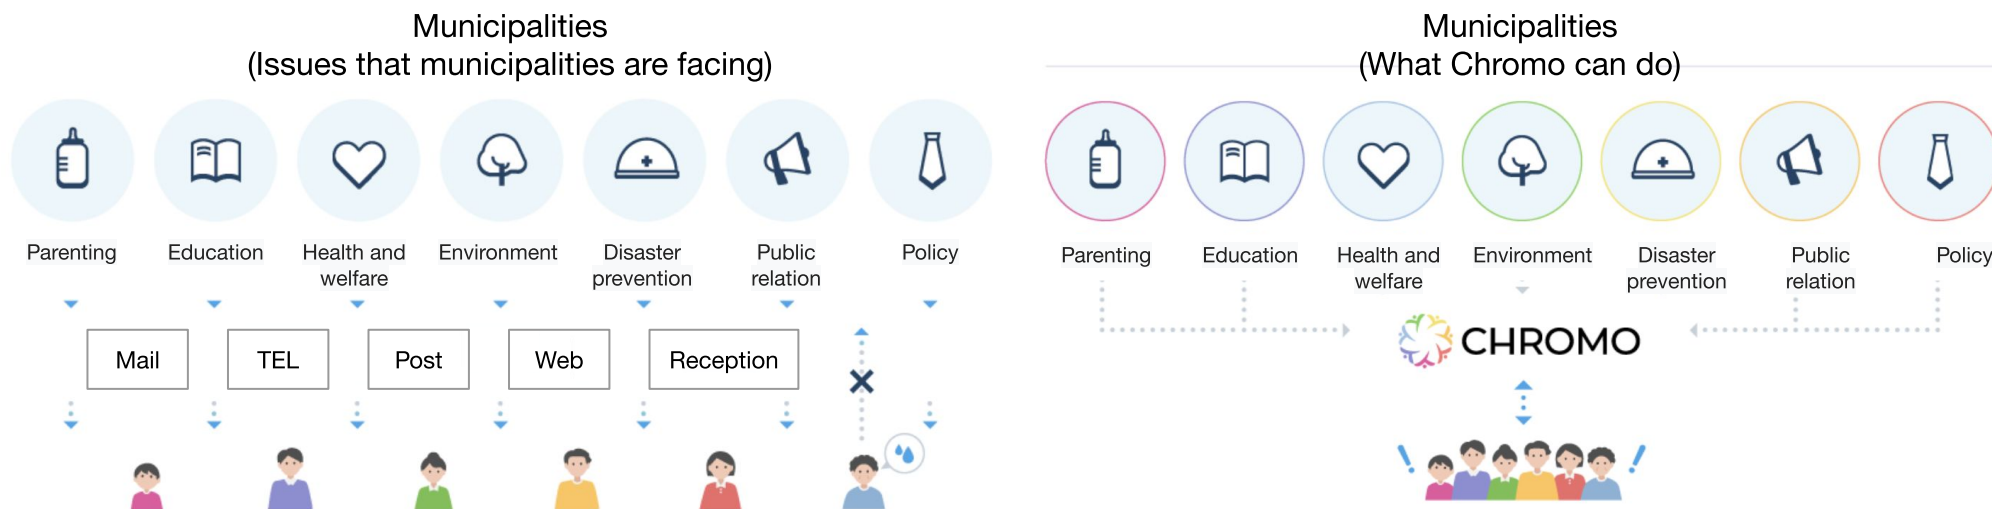 Municipalities
(Issues that municipalities are facing)
Parenting
Education
Health and
welfare
Environment
Disaster
prevention
Public
relation
Policy
Mail
TEL
Post
Web
Reception
Municipalities
(What Chromo can do)
Parenting
Education
Health and
welfare
Environment
Disaster
prevention
Public
relation
Policy
CHROMO